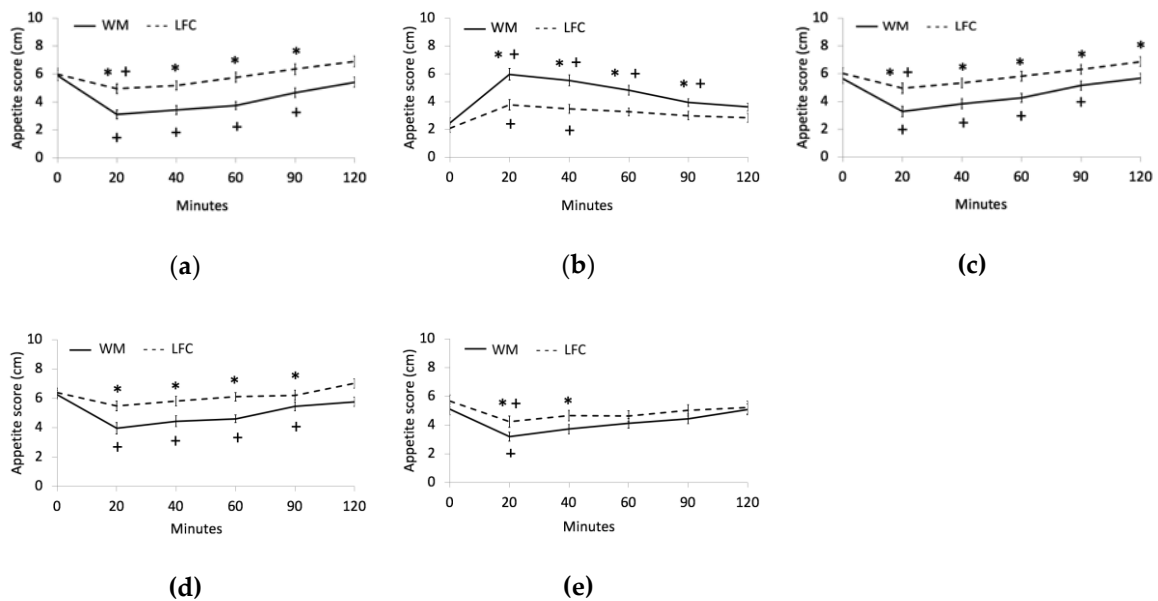 Appetite score (cm)
WM LFC
10
8
6
4
2
0
* + * * *
+ + + +
0 20 40 60 90 120
Minutes
(a)
Appetite score (cm)
WM LFC
10
8
6
4
2
0
* + * + * + * +
+ +
0 20 40 60 90 120
Minutes
(b)
Appetite score (cm)
WM LFC
10
8
6
4
2
0
* + * * * *
+ + + +
0 20 40 60 90 120
Minutes
(c)
Appetite score (cm)
WM LFC
10
8
6
4
2
0
* * * *
+ + + +
0 20 40 60 90 120
Minutes
(d)
Appetite score (cm)
WM LFC
10
8
6
4
2
0
* + *
+
0 20 40 60 90 120
Minutes
(e)